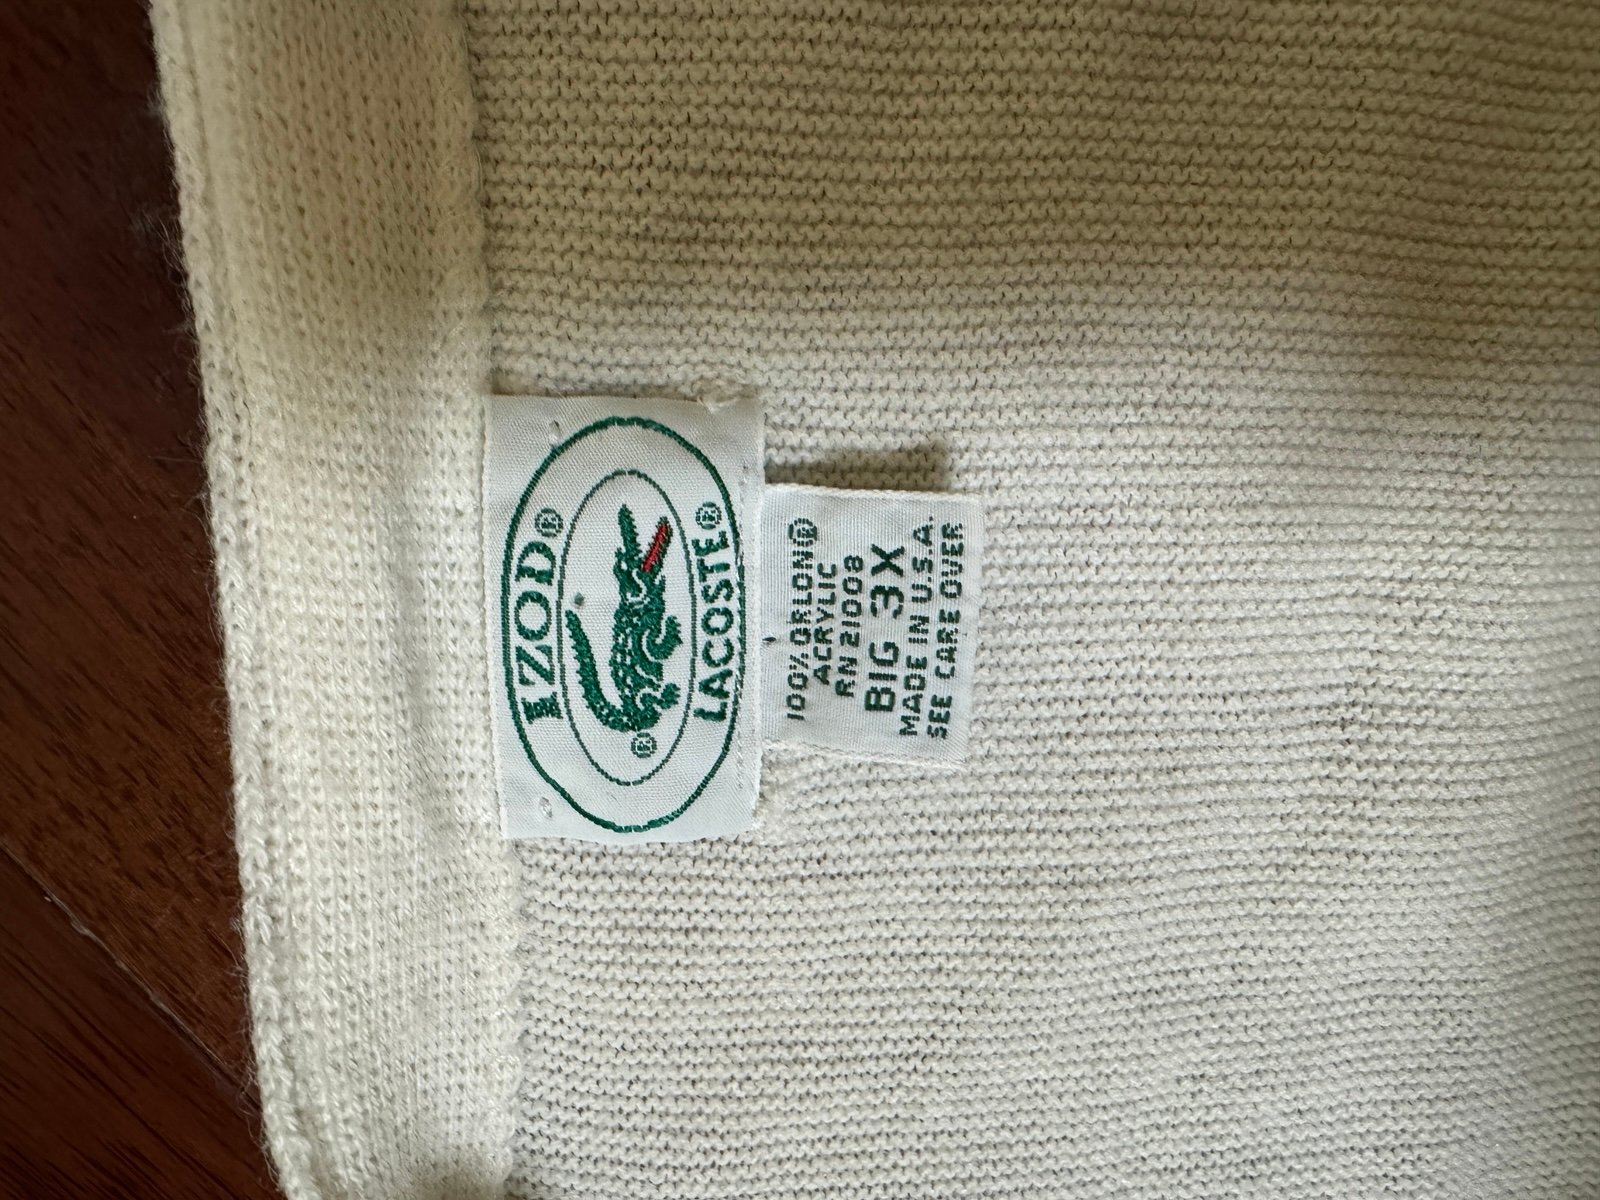 IZOD®
®
LACOSTE®
100% ORLON®
ACRYLIC
RN 21008
BIG 3X
MADE IN U.S.A.
SEE CARE OVER